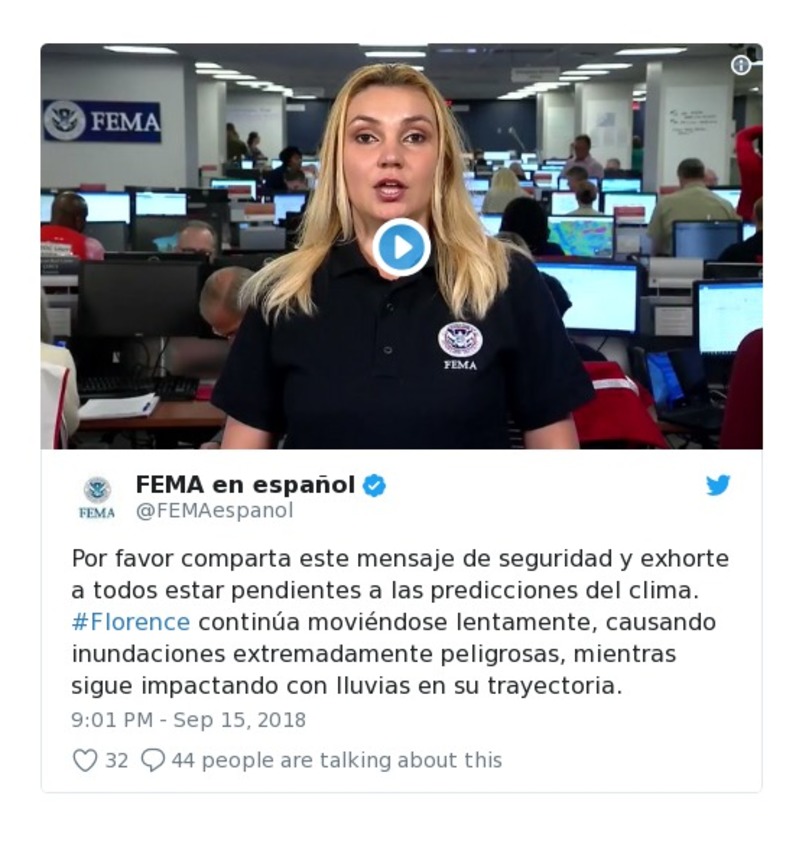 FEMA
FEMA
FEMA en español
FEMA
@FEMAespanol
Por favor comparta este mensaje de seguridad y exhorte
a todos estar pendientes a las predicciones del clima.
#Florence continúa moviéndose lentamente, causando
inundaciones extremadamente peligrosas, mientras
sigue impactando con lluvias en su trayectoria.
9:01 PM - Sep 15, 2018
32 44 people are talking about this